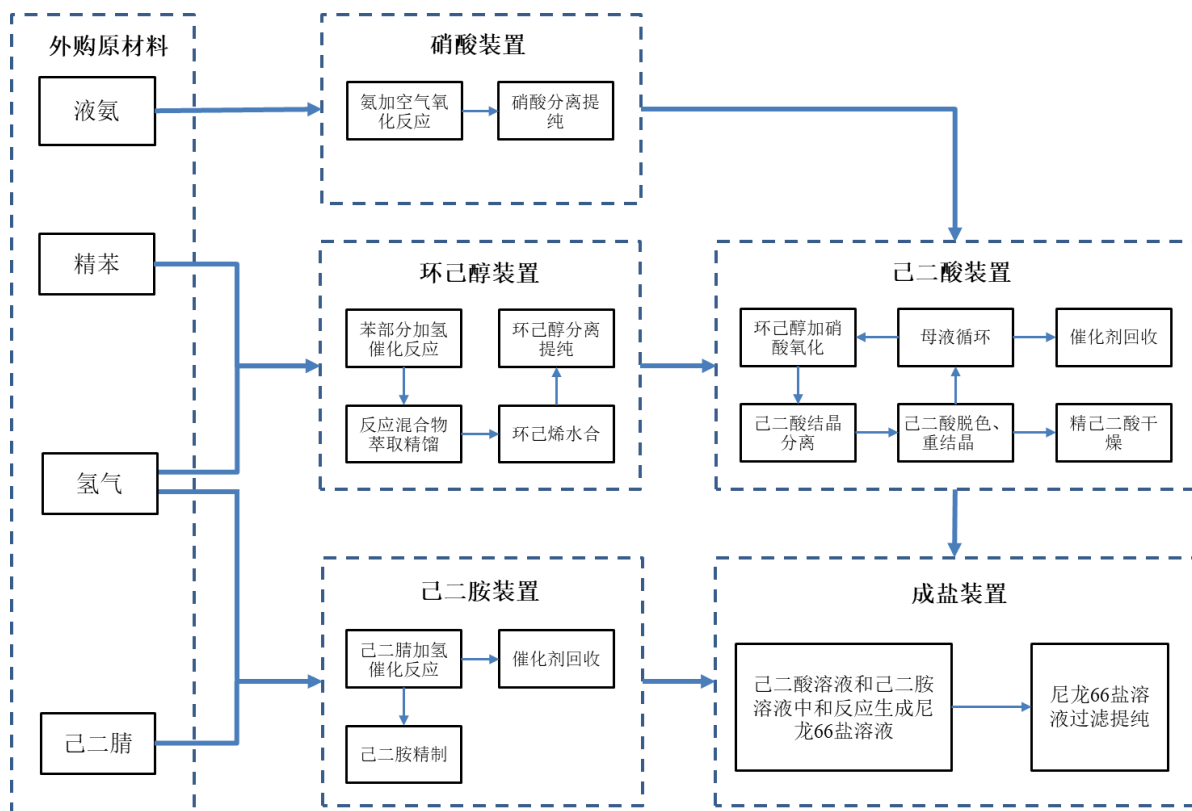 外购原材料
液氨
精苯
氢气
己二腈
硝酸装置
氨加空气氧
化反应
硝酸分离提
纯
环己醇装置
苯部分加氢
催化反应
环己醇分离
提纯
反应混合物
萃取精馏
环己烯水合
己二酸装置
环己醇加硝
酸氧化
母液循环
催化剂回收
己二酸结晶
分离
己二酸脱色、
重结晶
精己二酸干
燥
己二胺装置
己二腈加氢
催化反应
催化剂回收
己二胺精制
成盐装置
己二酸溶液和己二胺
溶液中和反应生成尼
龙66盐溶液
尼龙66盐溶
液过滤提纯